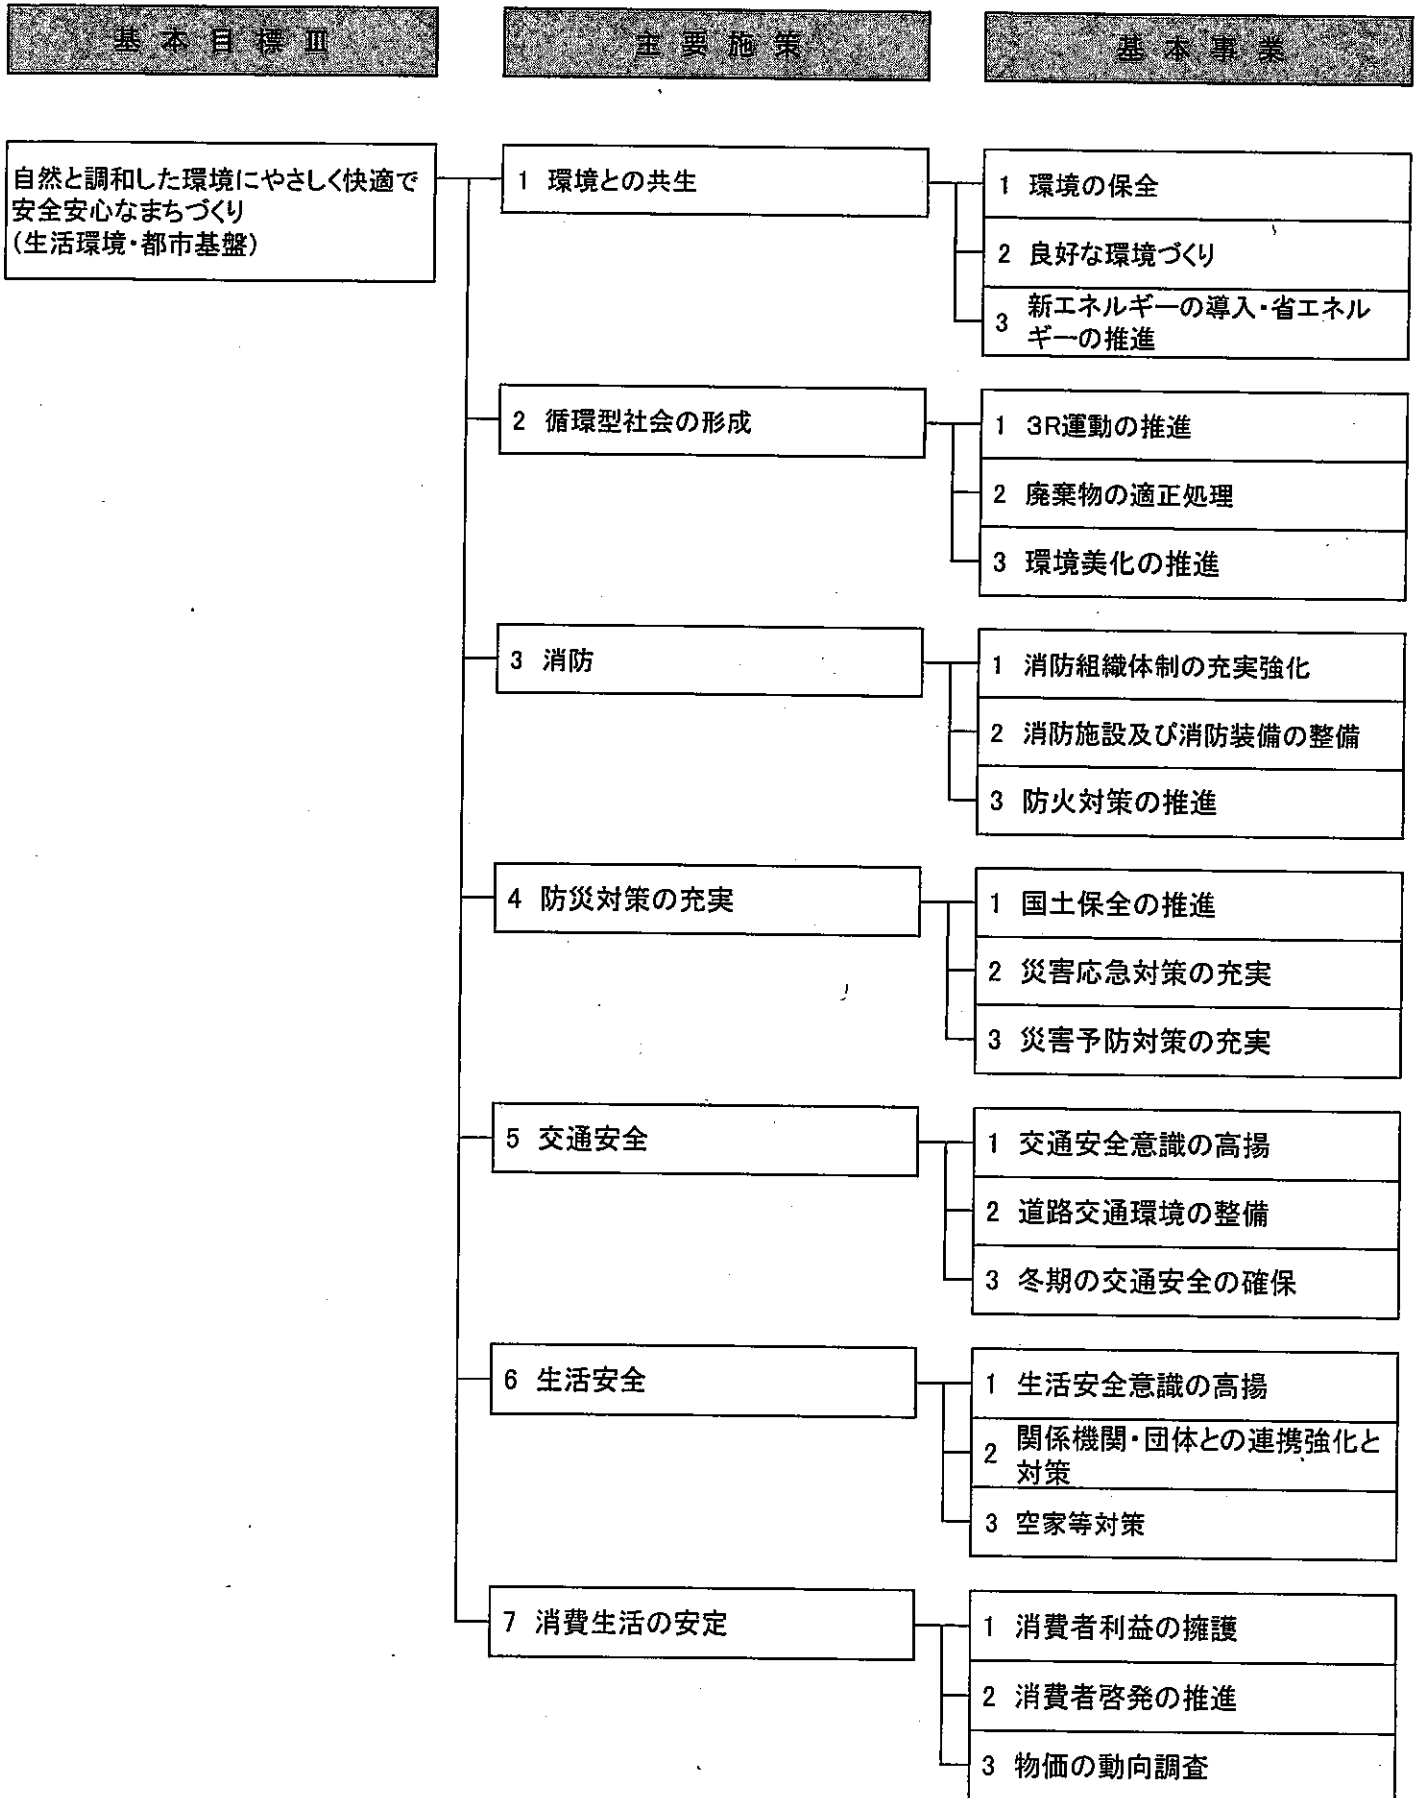 基本目標Ⅲ
主要施策
基本事業
自然と調和した環境にやさしく快適で
安全安心なまちづくり
(生活環境・都市基盤)
1 環境との共生
1 環境の保全
2 良好な環境づくり
3 新エネルギーの導入・省エネル
ギーの推進
2 循環型社会の形成
1 3R運動の推進
2 廃棄物の適正処理
3 環境美化の推進
3 消防
1 消防組織体制の充実強化
2 消防施設及び消防装備の整備
3 防火対策の推進
4 防災対策の充実
1 国土保全の推進
2 災害応急対策の充実
3 災害予防対策の充実
5 交通安全
1 交通安全意識の高揚
2 道路交通環境の整備
3 冬期の交通安全の確保
6 生活安全
1 生活安全意識の高揚
2 関係機関・団体との連携強化と
対策
3 空家等対策
7 消費生活の安定
1 消費者利益の擁護
2 消費者啓発の推進
3 物価の動向調査